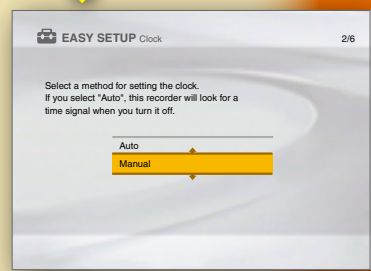 EASY SETUP Clock 2/6
Select a method for setting the clock.
If you select "Auto", this recorder will look for a
time signal when you turn it off.
Auto
Manual